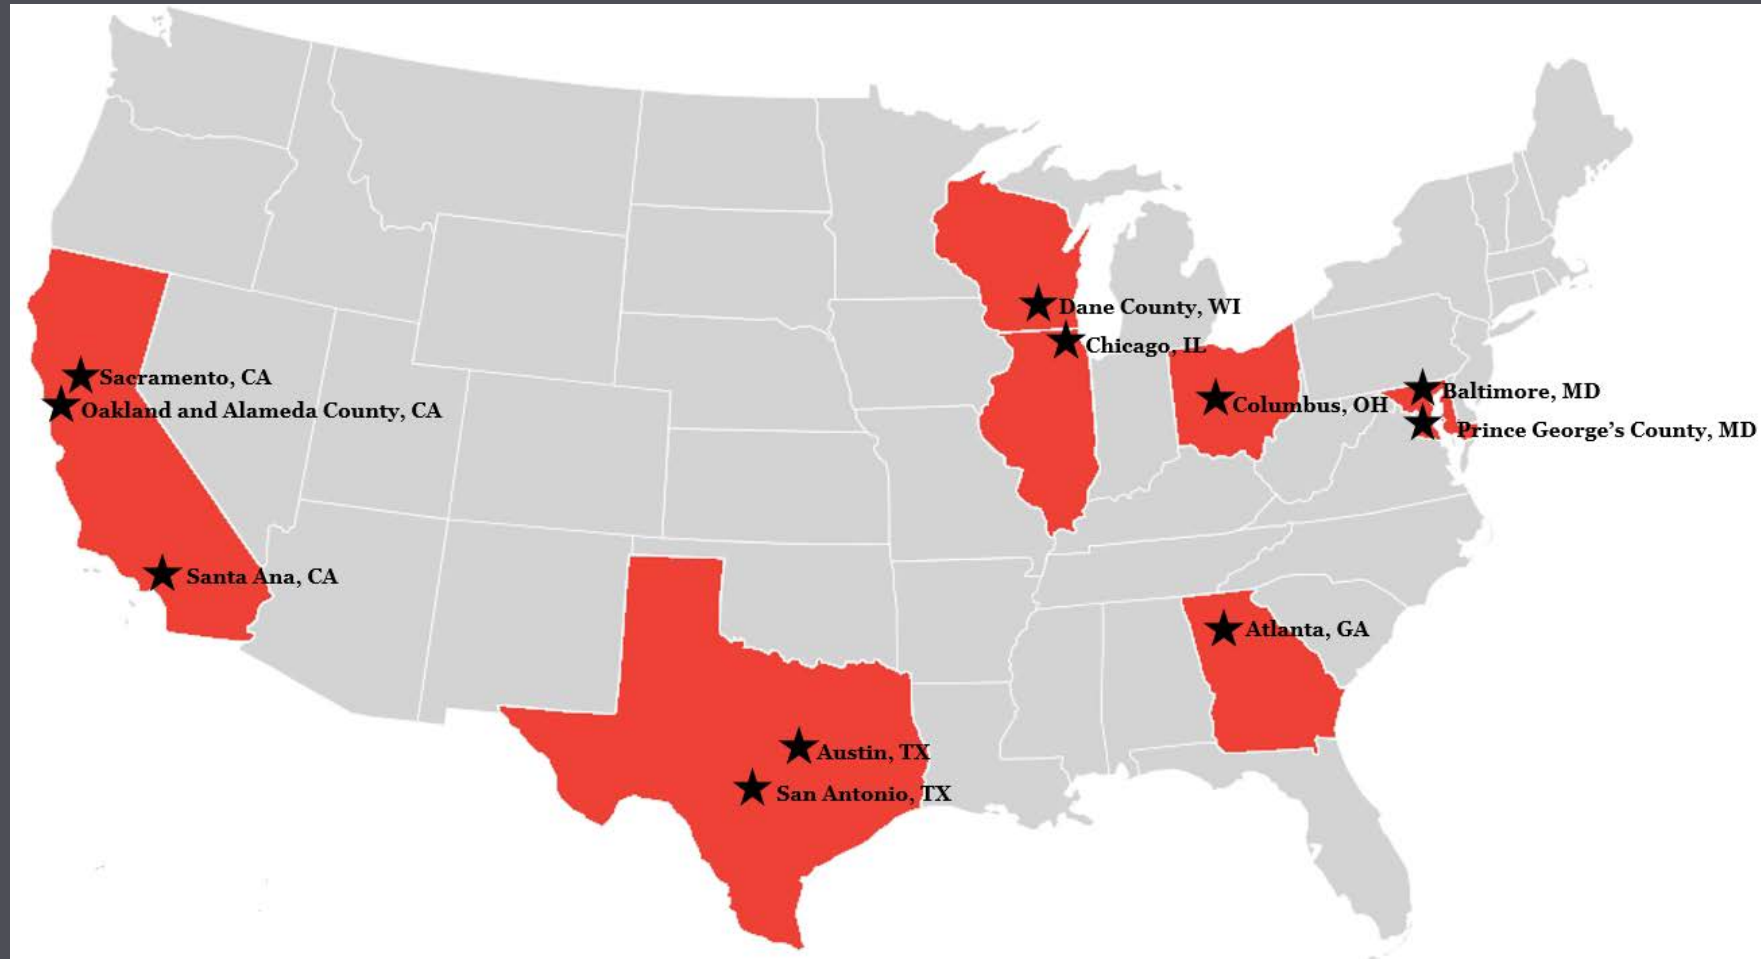 Dane County, WI
Chicago, IL
Sacramento, CA
Oakland and Alameda County, CA
Columbus, OH
Baltimore, MD
Prince George’s County, MD
Santa Ana, CA
Atlanta, GA
Austin, TX
San Antonio, TX